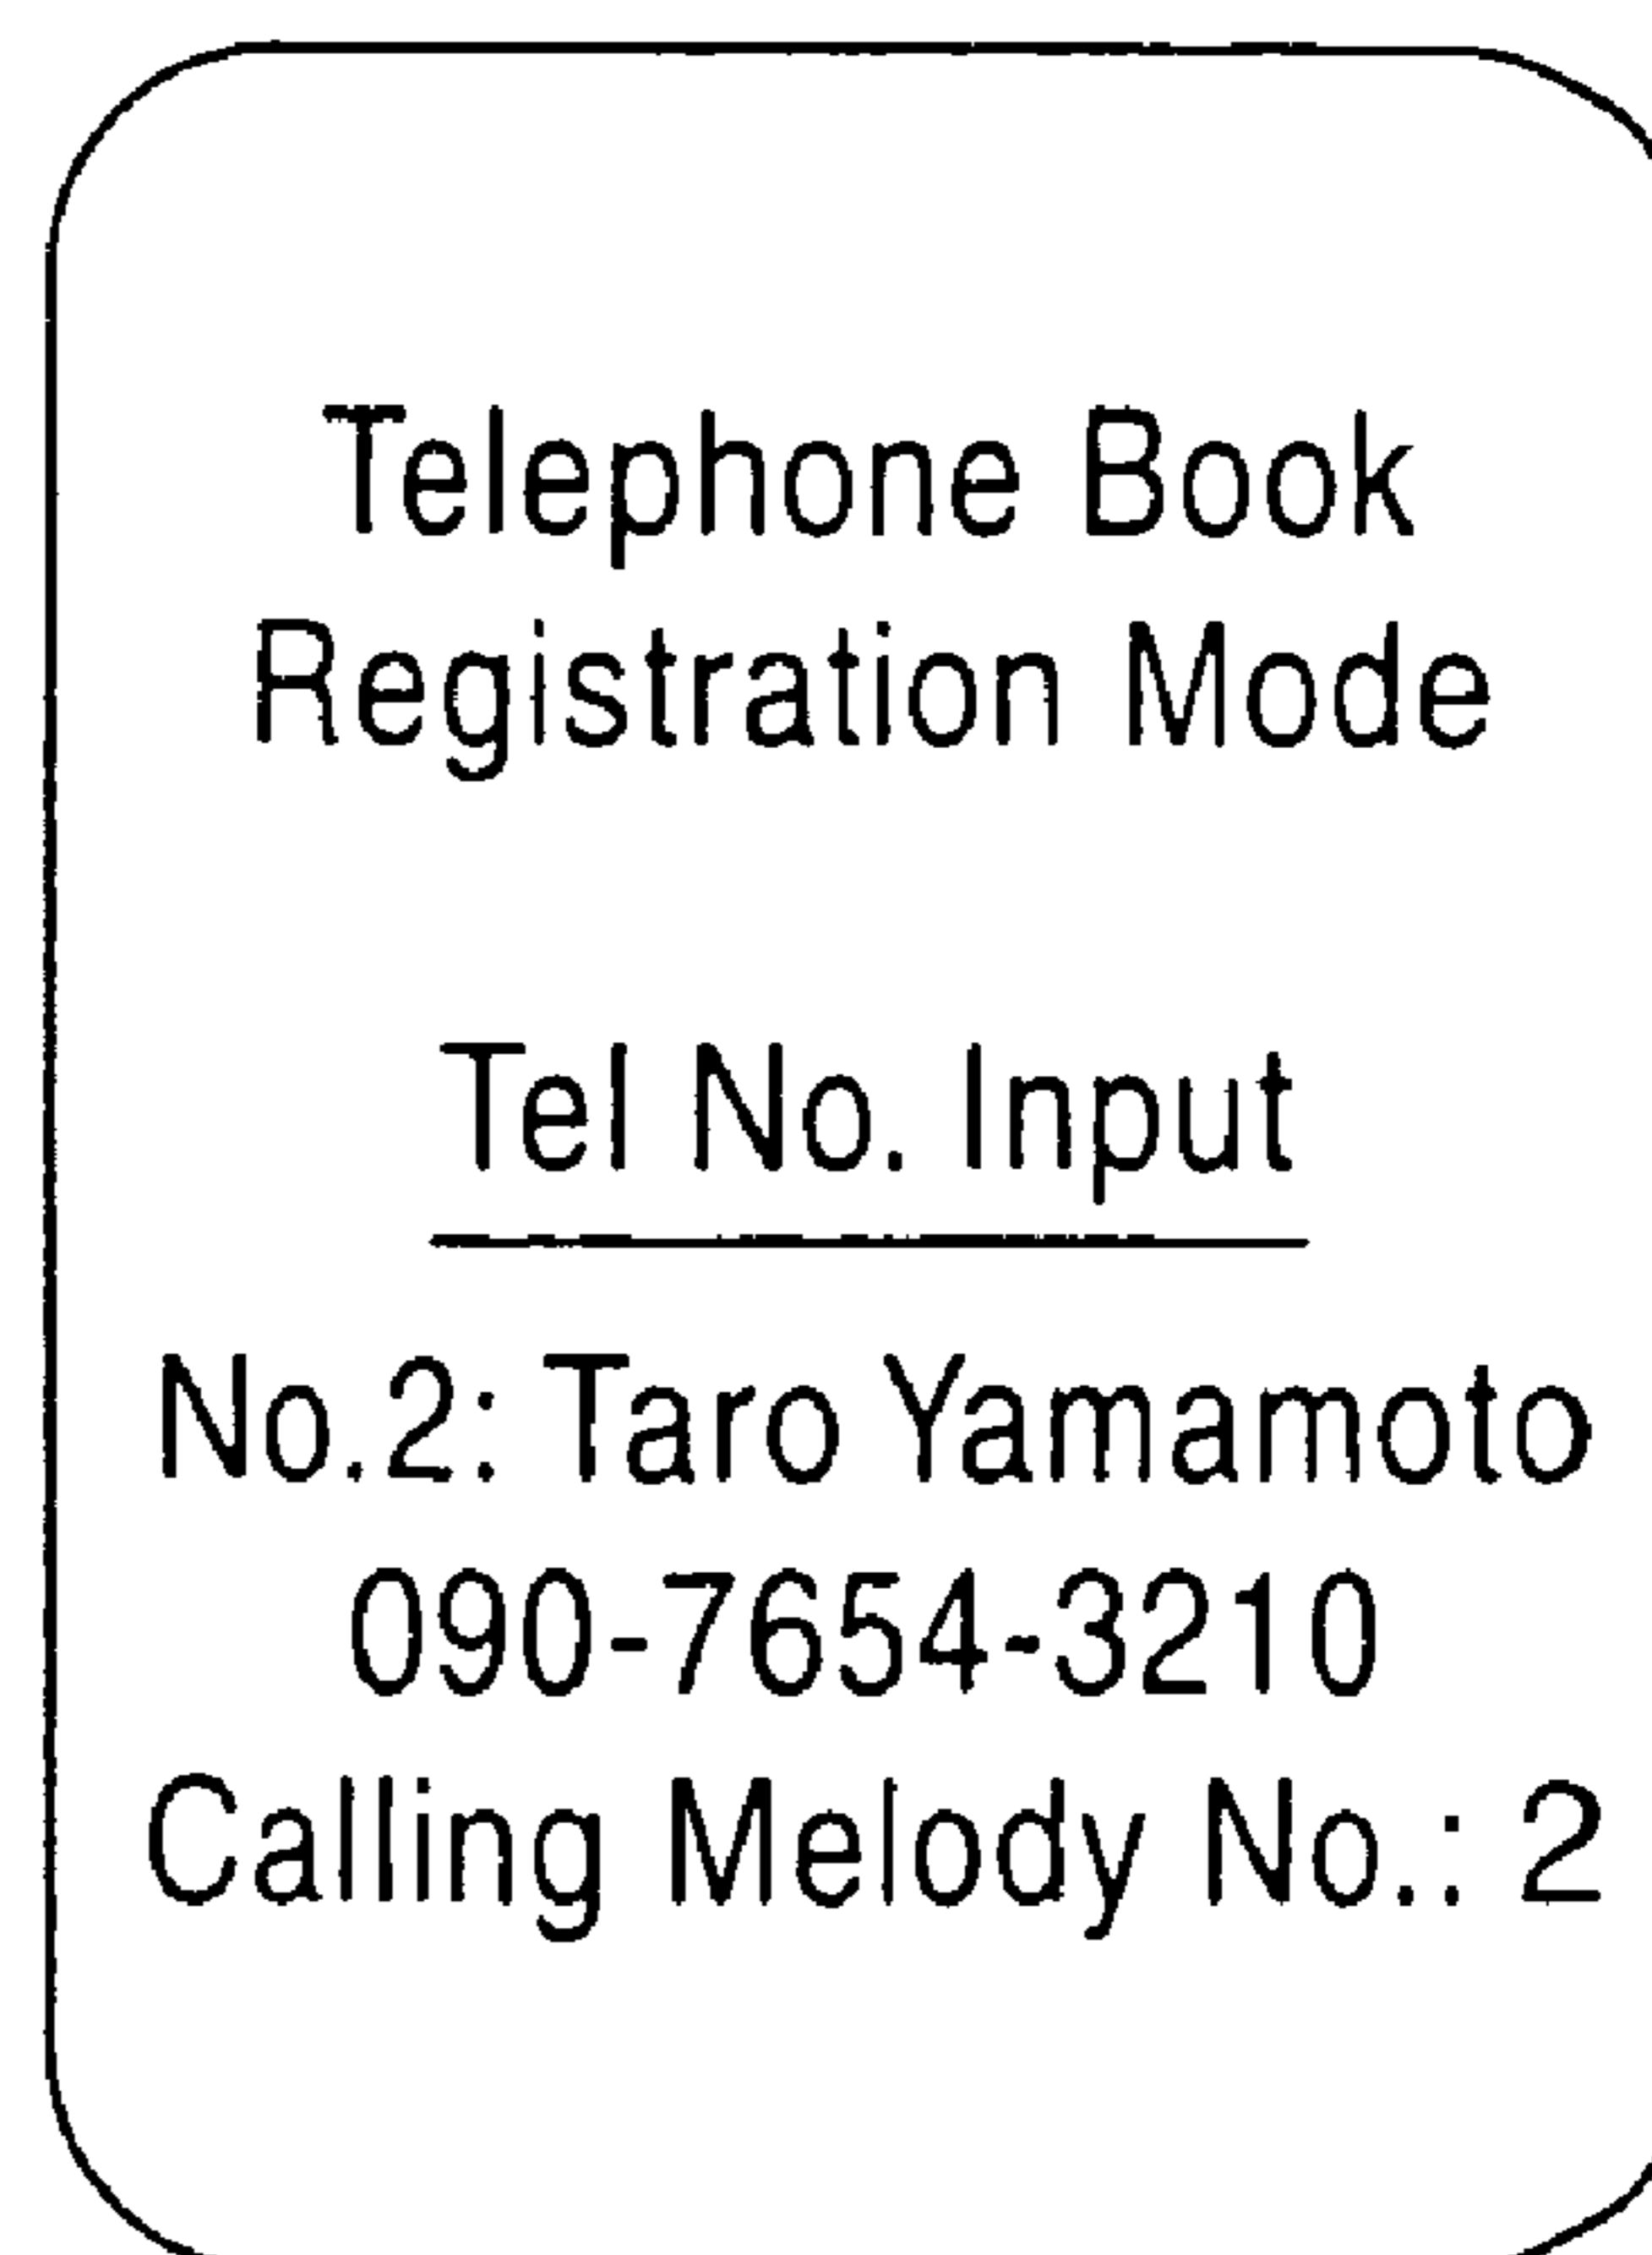 Telephone Book
Registration Mode
Tel No. Input
No.2: Taro Yamamoto
090-7654-3210
Calling Melody No.: 2